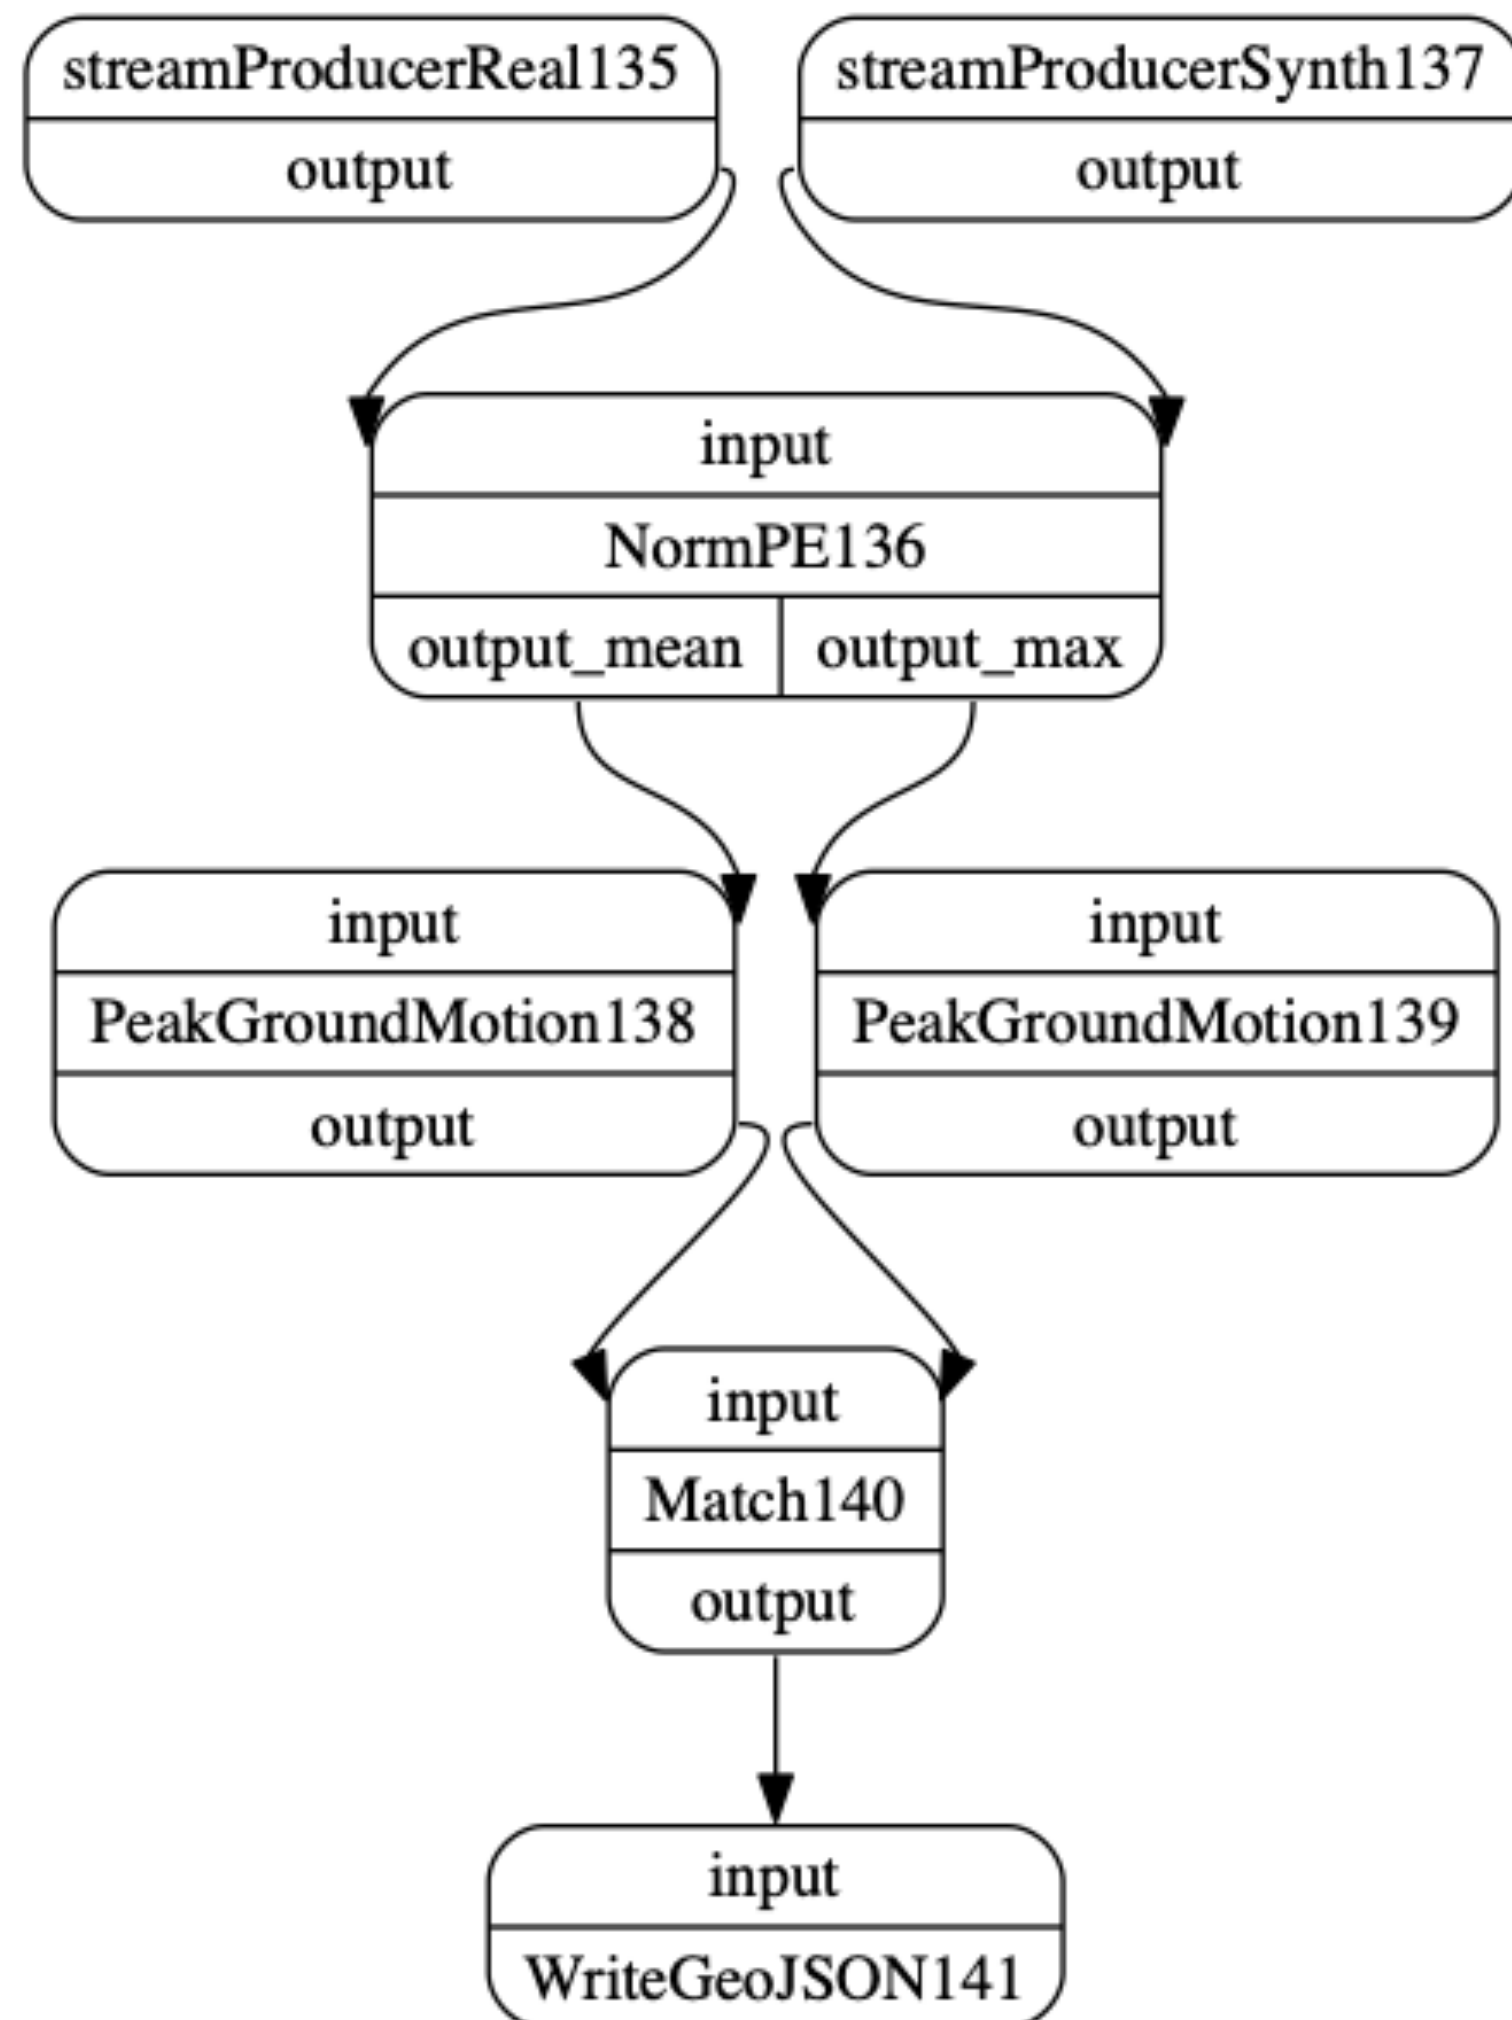 streamProducerReal135
output
streamProducerSynth137
output
input
NormPE136
output_mean
output_max
input
PeakGroundMotion138
output
input
PeakGroundMotion139
output
input
Match140
output
input
WriteGeoJSON141